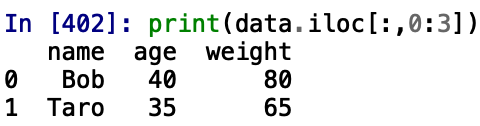 In [402]: print(data.iloc[:,0:3])
name age weight
0 Bob 40 80
1 Taro 35 65